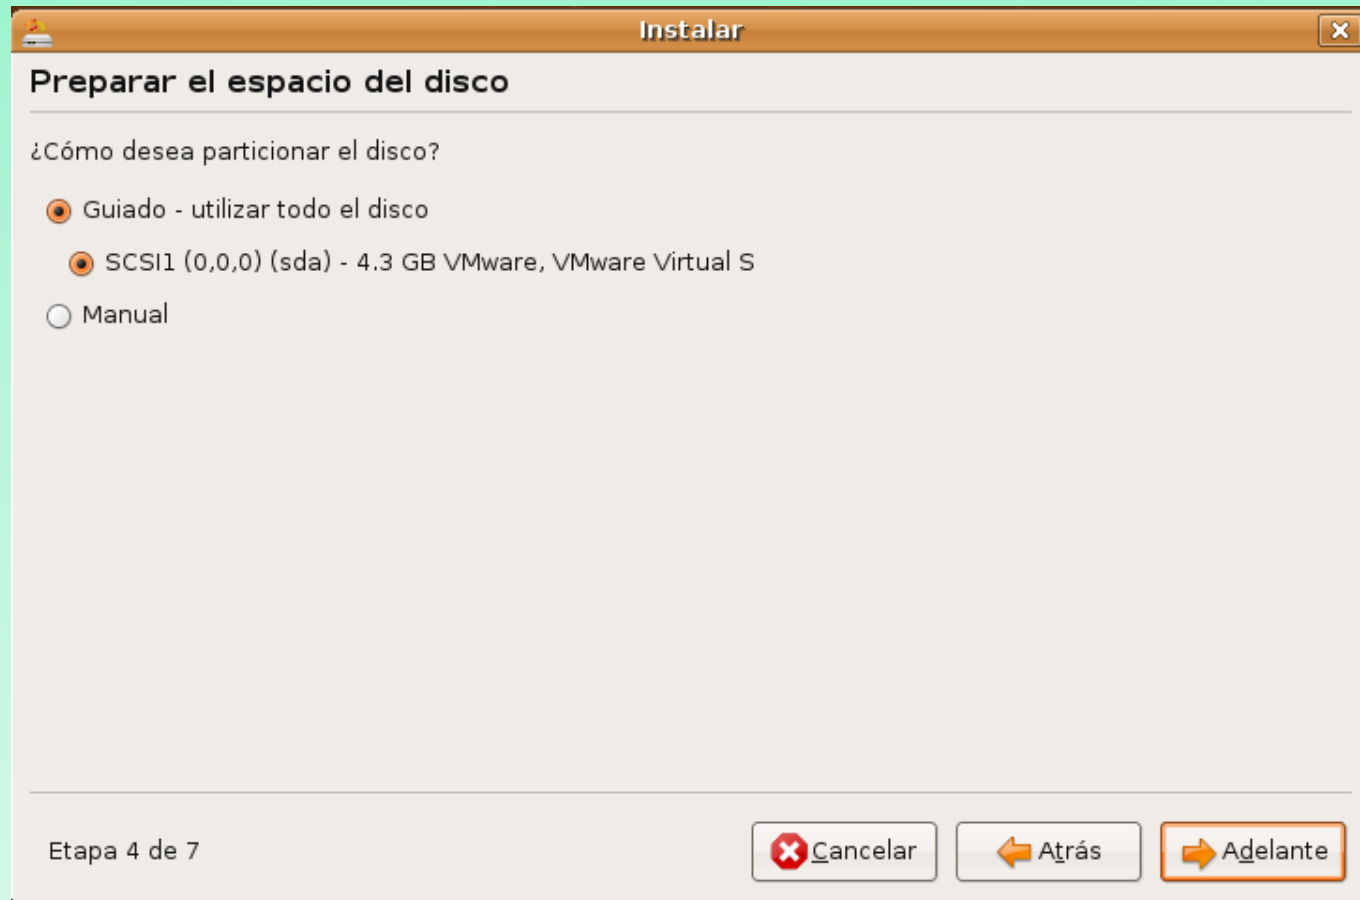 Instalar
Preparar el espacio del disco
¿Cómo desea particionar el disco?
Guiado - utilizar todo el disco
SCSI1 (0,0,0) (sda) - 4.3 GB VMware, VMware Virtual S
Manual
Etapa 4 de 7
Cancelar
Atrás
Adelante